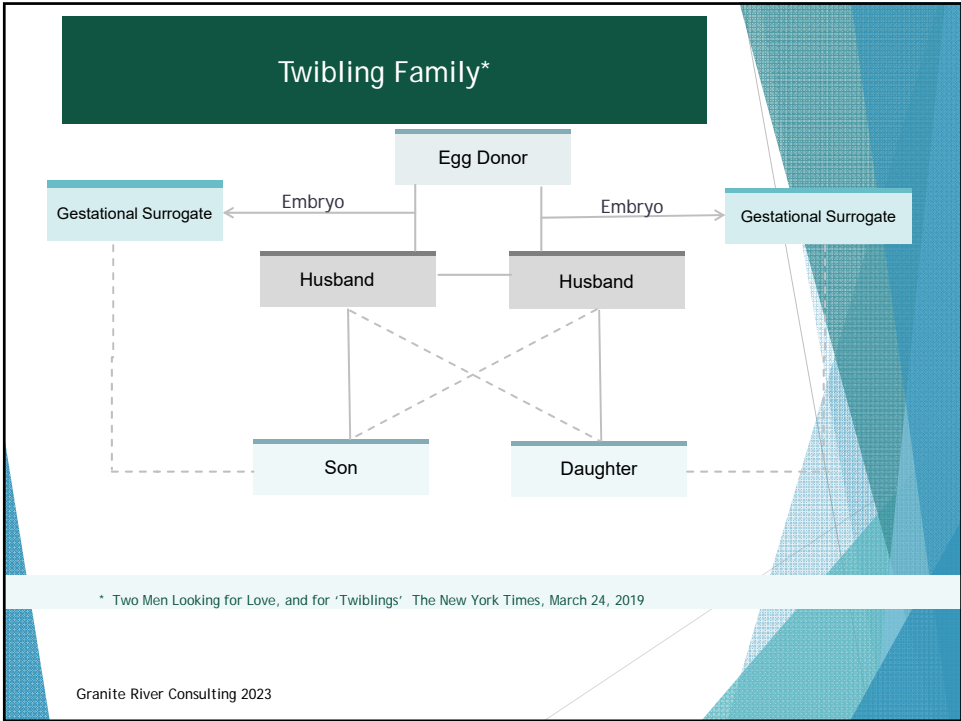 Twibling Family*
Egg Donor
Gestational Surrogate
Embryo
Embryo
Gestational Surrogate
Husband
Husband
Son
Daughter
* Two Men Looking for Love, and for ‘Twiblings’ The New York Times, March 24, 2019
Granite River Consulting 2023